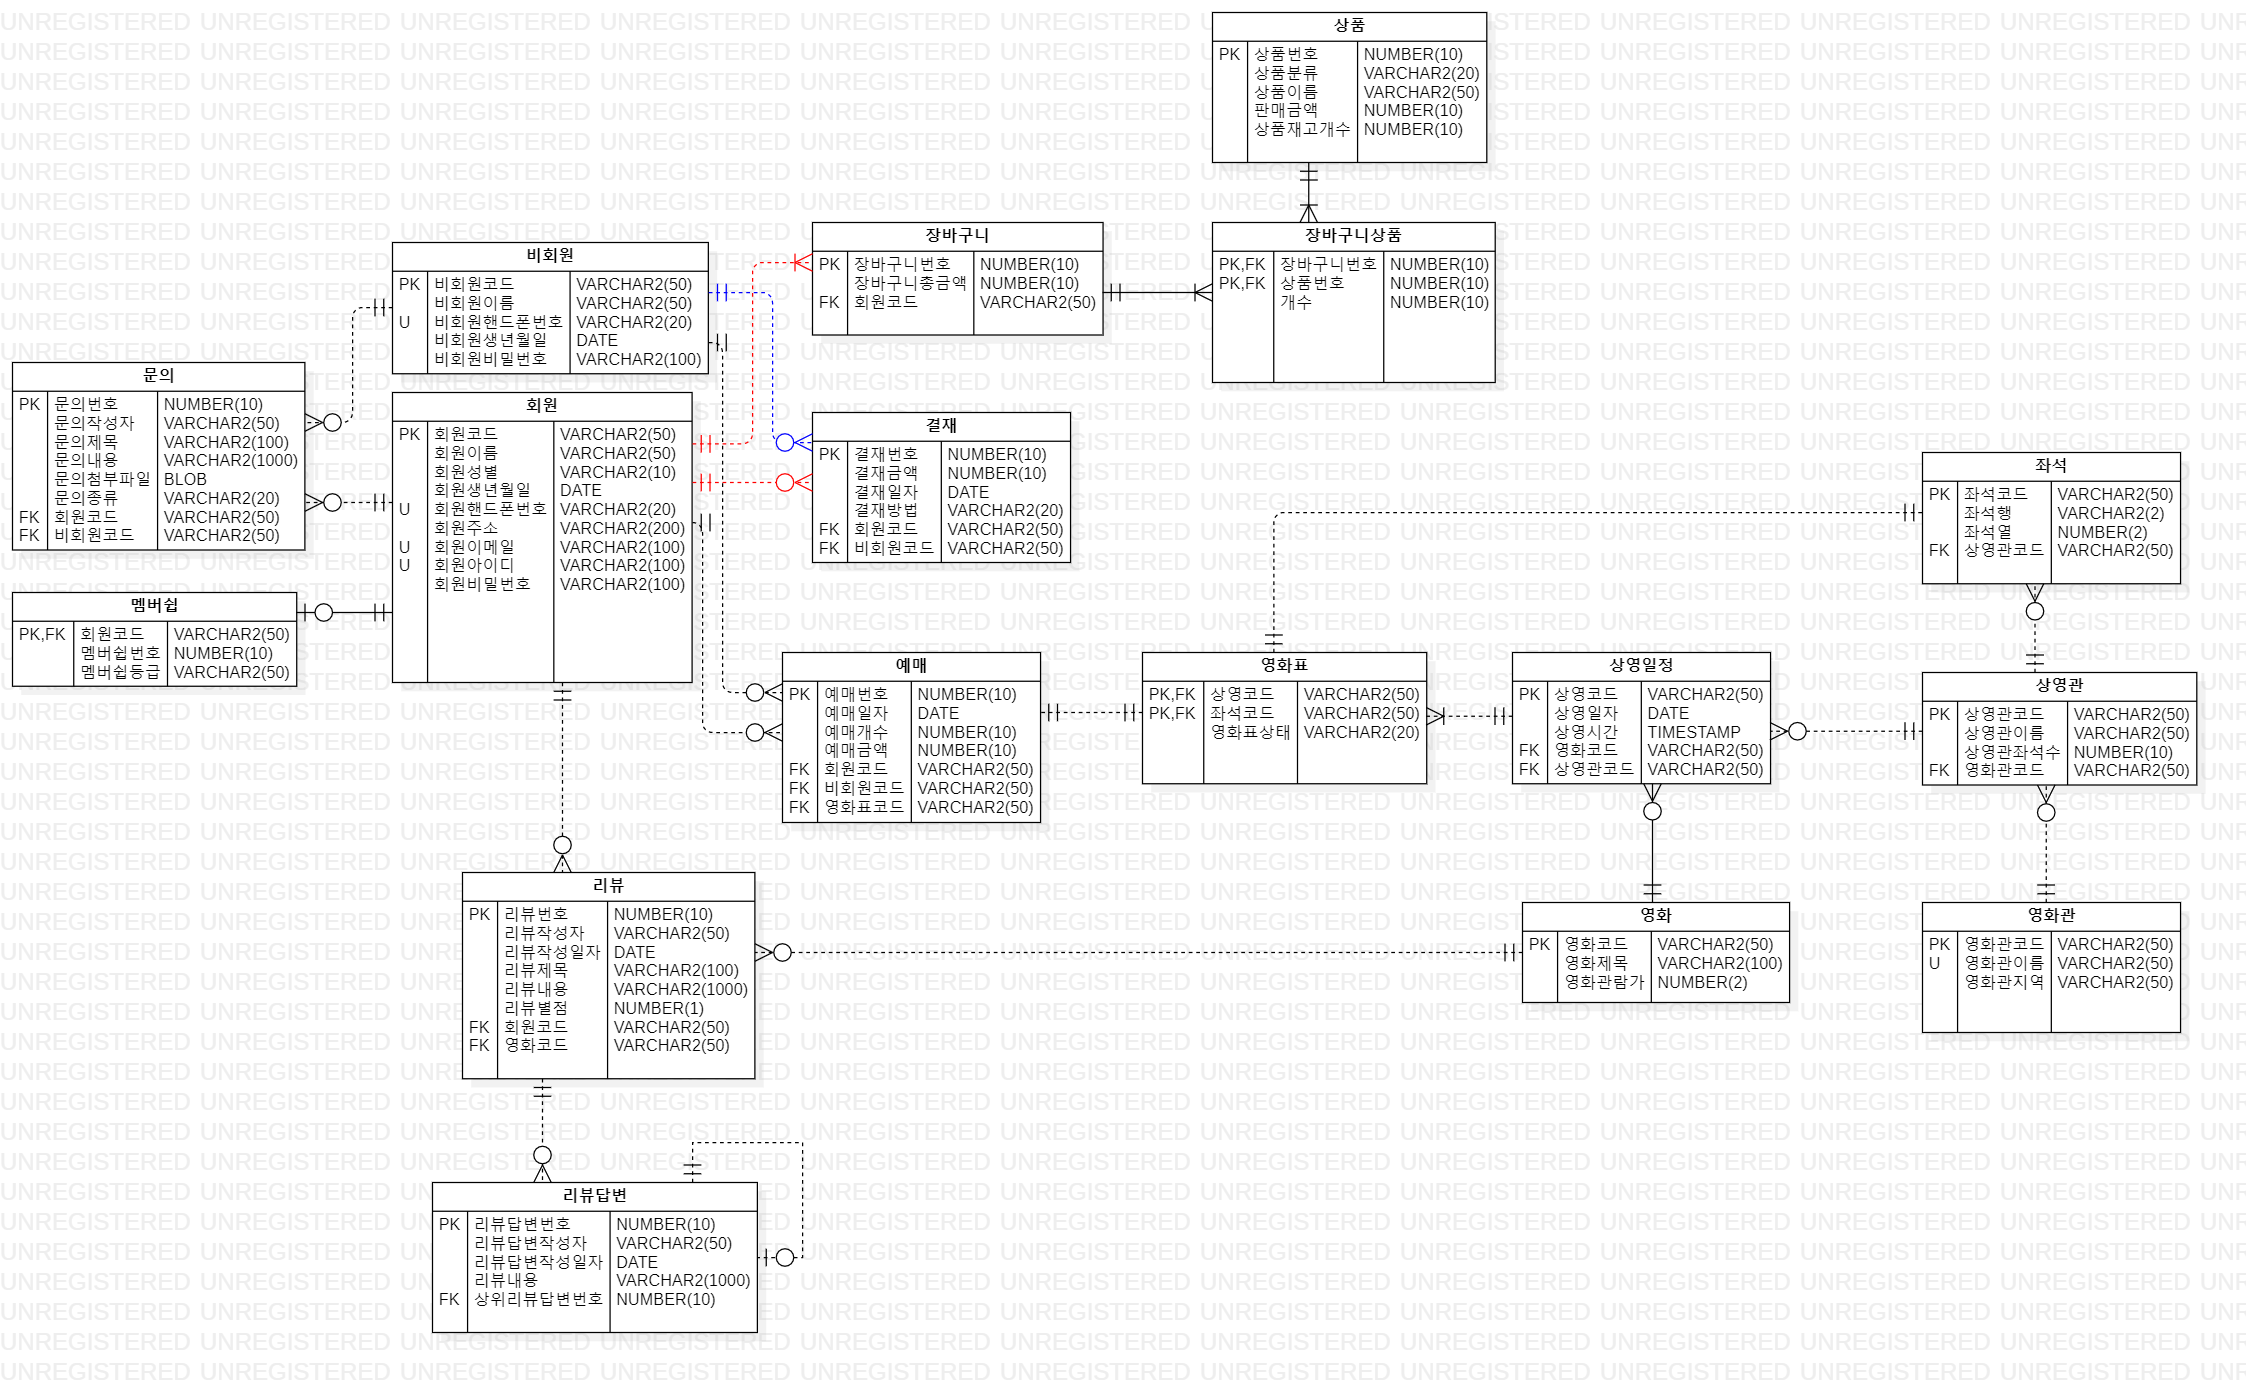 상품
PK 상품번호 NUMBER(10)
상품분류 VARCHAR2(20)
상품이름 VARCHAR2(50)
판매금액 NUMBER(10)
상품재고개수 NUMBER(10)
비회원
PK 비회원코드 VARCHAR2(50)
비회원이름 VARCHAR2(50)
U 비회원핸드폰번호 VARCHAR2(20)
비회원생년월일 DATE
비회원비밀번호 VARCHAR2(100)
장바구니
PK 장바구니번호 NUMBER(10)
장바구니총금액 NUMBER(10)
FK 회원코드 VARCHAR2(50)
장바구니상품
PK,FK 장바구니번호 NUMBER(10)
PK,FK 상품번호 NUMBER(10)
개수 NUMBER(10)
문의
PK 문의번호 NUMBER(10)
문의작성자 VARCHAR2(50)
문의제목 VARCHAR2(100)
문의내용 VARCHAR2(1000)
문의첨부파일 BLOB
문의종류 VARCHAR2(20)
FK 회원코드 VARCHAR2(50)
FK 비회원코드 VARCHAR2(50)
회원
PK 회원코드 VARCHAR2(50)
회원이름 VARCHAR2(50)
회원성별 VARCHAR2(10)
회원생년월일 DATE
U 회원핸드폰번호 VARCHAR2(20)
회원주소 VARCHAR2(200)
U 회원이메일 VARCHAR2(100)
U 회원아이디 VARCHAR2(100)
회원비밀번호 VARCHAR2(100)
결재
PK 결재번호 NUMBER(10)
결재금액 NUMBER(10)
결재일자 DATE
결재방법 VARCHAR2(20)
FK 회원코드 VARCHAR2(50)
FK 비회원코드 VARCHAR2(50)
좌석
PK 좌석코드 VARCHAR2(50)
좌석행 VARCHAR2(2)
좌석열 NUMBER(2)
FK 상영관코드 VARCHAR2(50)
멤버쉽
PK,FK 회원코드 VARCHAR2(50)
멤버쉽번호 NUMBER(10)
멤버쉽등급 VARCHAR2(50)
예매
PK 예매번호 NUMBER(10)
예매일자 DATE
예매개수 NUMBER(10)
예매금액 NUMBER(10)
FK 회원코드 VARCHAR2(50)
FK 비회원코드 VARCHAR2(50)
FK 영화표코드 VARCHAR2(50)
영화표
PK,FK 상영코드 VARCHAR2(50)
PK,FK 좌석코드 VARCHAR2(50)
영화표상태 VARCHAR2(20)
상영일정
PK 상영코드 VARCHAR2(50)
상영일자 DATE
상영시간 TIMESTAMP
FK 영화코드 VARCHAR2(50)
FK 상영관코드 VARCHAR2(50)
상영관
PK 상영관코드 VARCHAR2(50)
상영관이름 VARCHAR2(50)
상영관좌석수 NUMBER(10)
FK 영화관코드 VARCHAR2(50)
리뷰
PK 리뷰번호 NUMBER(10)
리뷰작성자 VARCHAR2(50)
리뷰작성일자 DATE
리뷰제목 VARCHAR2(100)
리뷰내용 VARCHAR2(1000)
리뷰별점 NUMBER(1)
FK 회원코드 VARCHAR2(50)
FK 영화코드 VARCHAR2(50)
영화
PK 영화코드 VARCHAR2(50)
영화제목 VARCHAR2(100)
영화관람가 NUMBER(2)
영화관
PK 영화관코드 VARCHAR2(50)
U 영화관이름 VARCHAR2(50)
영화관지역 VARCHAR2(50)
리뷰답변
PK 리뷰답변번호 NUMBER(10)
리뷰답변작성자 VARCHAR2(50)
리뷰답변작성일자 DATE
리뷰내용 VARCHAR2(1000)
FK 상위리뷰답변번호 NUMBER(10)
UNREGISTERED